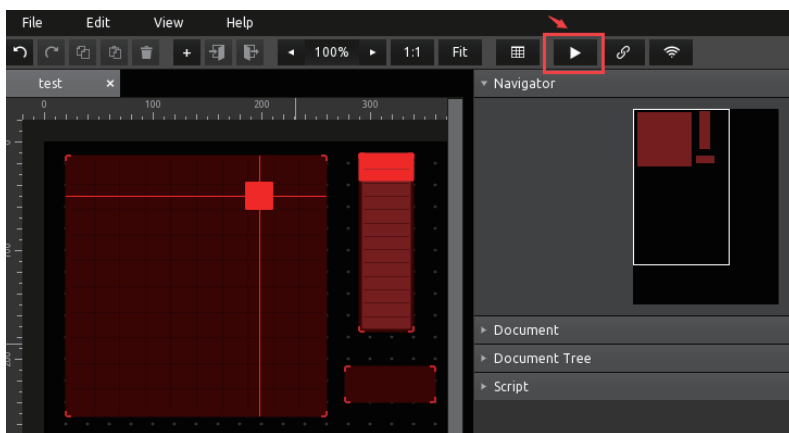 File Edit View Help
+ 100% 1:1 Fit
test × Navigator
0 100 200 300
0
100
200
Document
Document Tree
Script